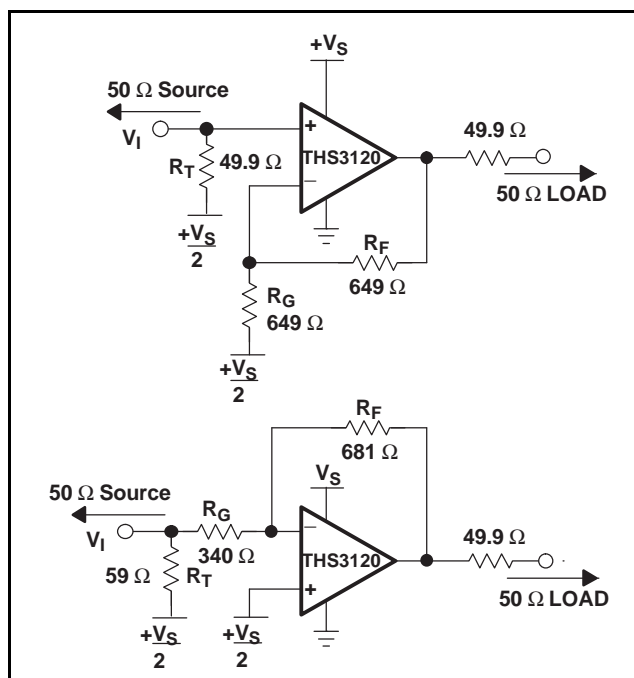 +VS
50 Ω Source
VI
+
THS3120
−
RT 49.9 Ω
+VS
2
49.9 Ω
50 Ω LOAD
RF
649 Ω
RG
649 Ω
+VS
2
RF
681 Ω
VS
50 Ω Source
VI
RG
340 Ω
−
THS3120
+
59 Ω RT
+VS
2
+VS
2
49.9 Ω
50 Ω LOAD